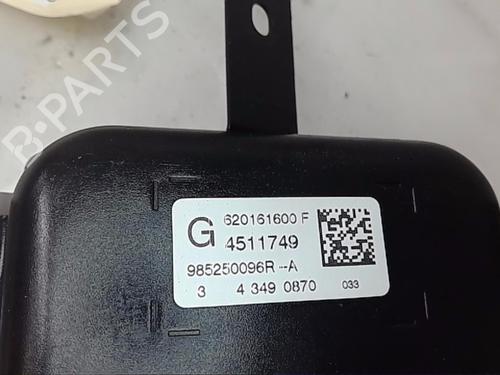 B-PARTS
G 620161600 F
4511749
985250096R--A
3 4 349 0870 033